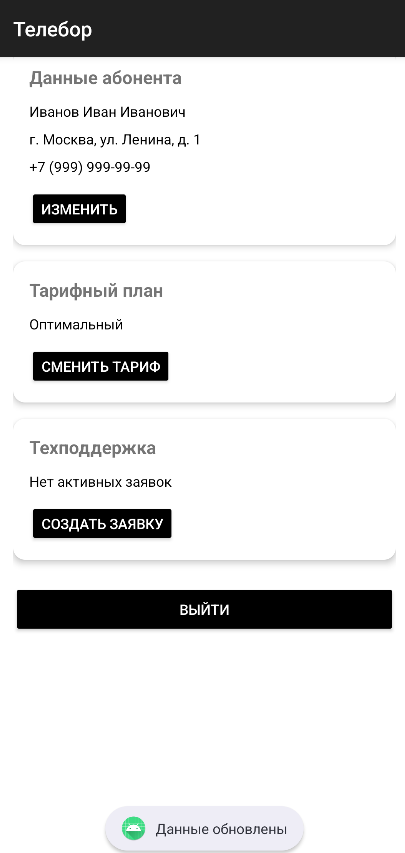 Телебор
Данные абонента
Иванов Иван Иванович
г. Москва, ул. Ленина, д. 1
+7 (999) 999-99-99
ИЗМЕНИТЬ
Тарифный план
Оптимальный
СМЕНИТЬ ТАРИФ
Техподдержка
Нет активных заявок
СОЗДАТЬ ЗАЯВКУ
ВЫЙТИ
Данные обновлены